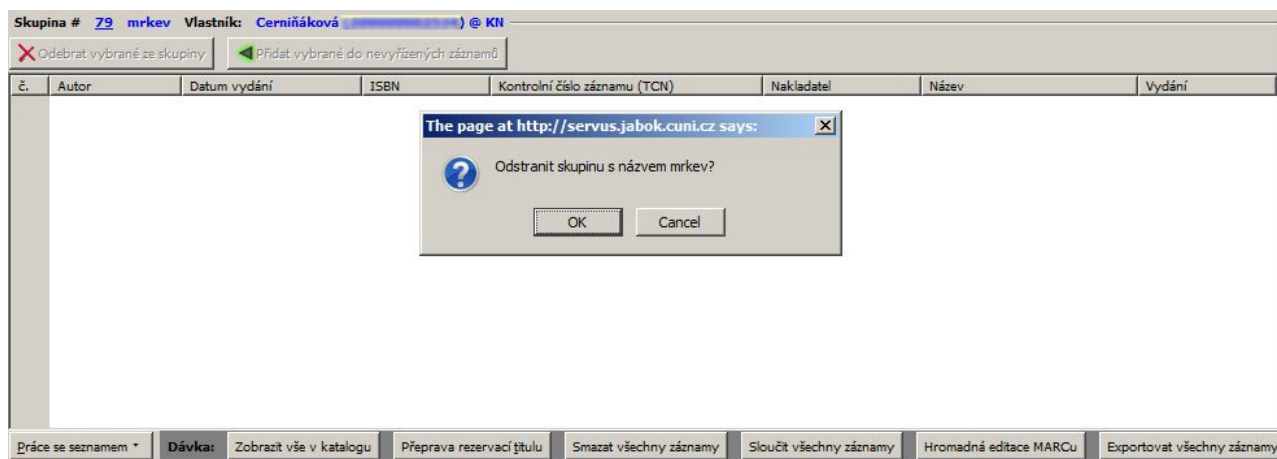 Skupina # 79 mrkev Vlastník: Cerniňáková ) @ KN
Odebrat vybrané ze skupiny Přidat vybrané do nevyřízených záznamů
č. Autor Datum vydání ISBN Kontrolní číslo záznamu (TCN) Nakladatel Název Vydání
The page at http://servus.jabok.cuni.cz says:
Odstranit skupinu s názvem mrkev?
OK Cancel
Práce se seznamem Dávka: Zobrazit vše v katalogu Přeprava rezervací titulu Smazat všechny záznamy Sloučit všechny záznamy Hromadná editace MARCu Exportovat všechny záznamy